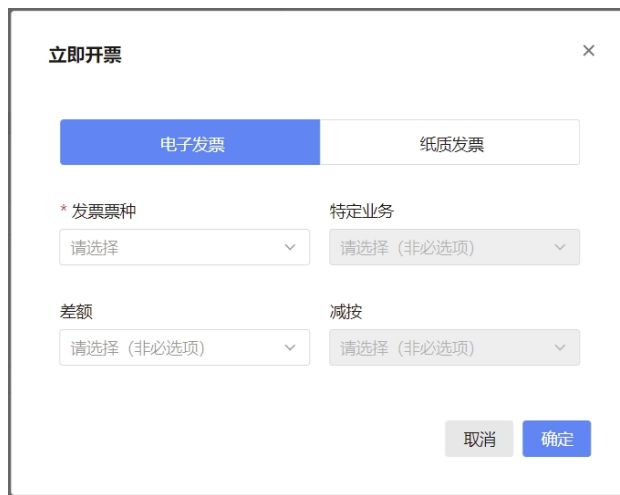 立即开票
电子发票 纸质发票
* 发票票种 特定业务
请选择 请选择（非必选项）
差额 减按
请选择（非必选项） 请选择（非必选项）
取消 确定